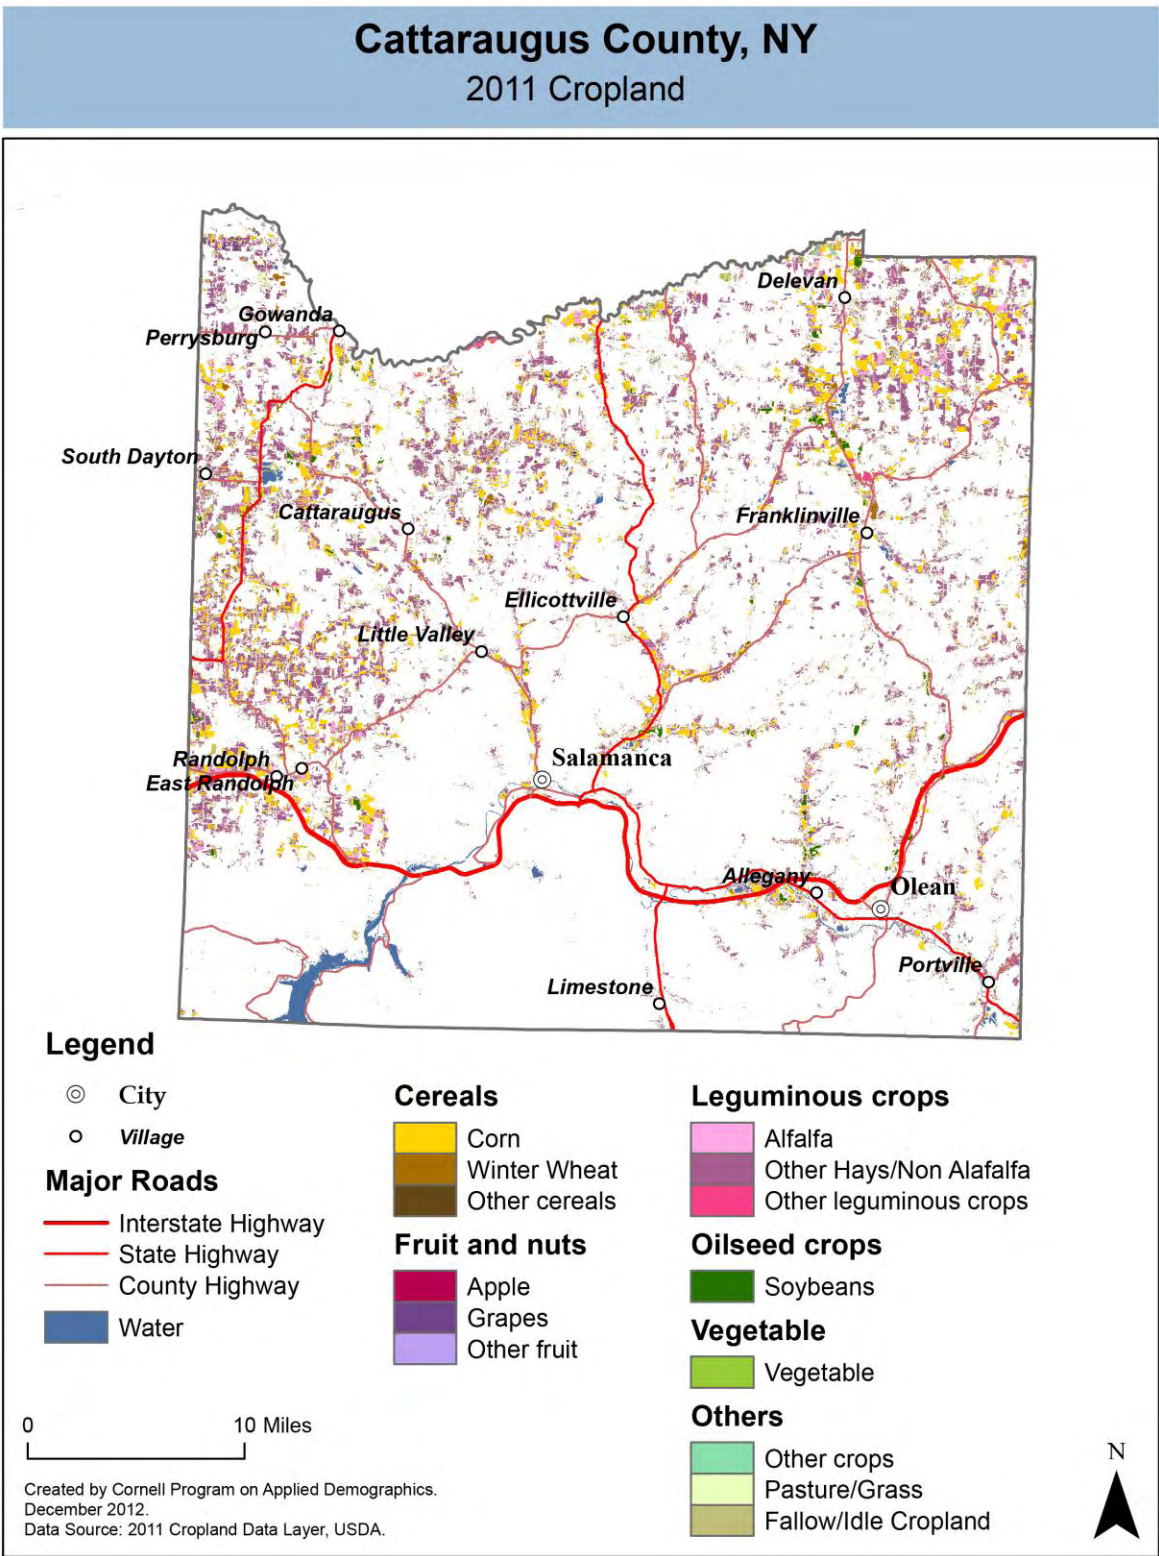 Cattaraugus County, NY
2011 Cropland
Delevan
Gowanda
Perrysburg
South Dayton
Cattaraugus
Franklinville
Ellicottville
Little Valley
Salamanca
Randolph
East Randolph
Allegany
Olean
Portville
Limestone
Legend
City
Village
Major Roads
Interstate Highway
State Highway
County Highway
Water
Cereals
Corn
Winter Wheat
Other cereals
Fruit and nuts
Apple
Grapes
Other fruit
Leguminous crops
Alfalfa
Other Hays/Non Alafalfa
Other leguminous crops
Oilseed crops
Soybeans
Vegetable
Vegetable
Others
Other crops
Pasture/Grass
Fallow/Idle Cropland
0 10 Miles
N
Created by Cornell Program on Applied Demographics.
December 2012.
Data Source: 2011 Cropland Data Layer, USDA.